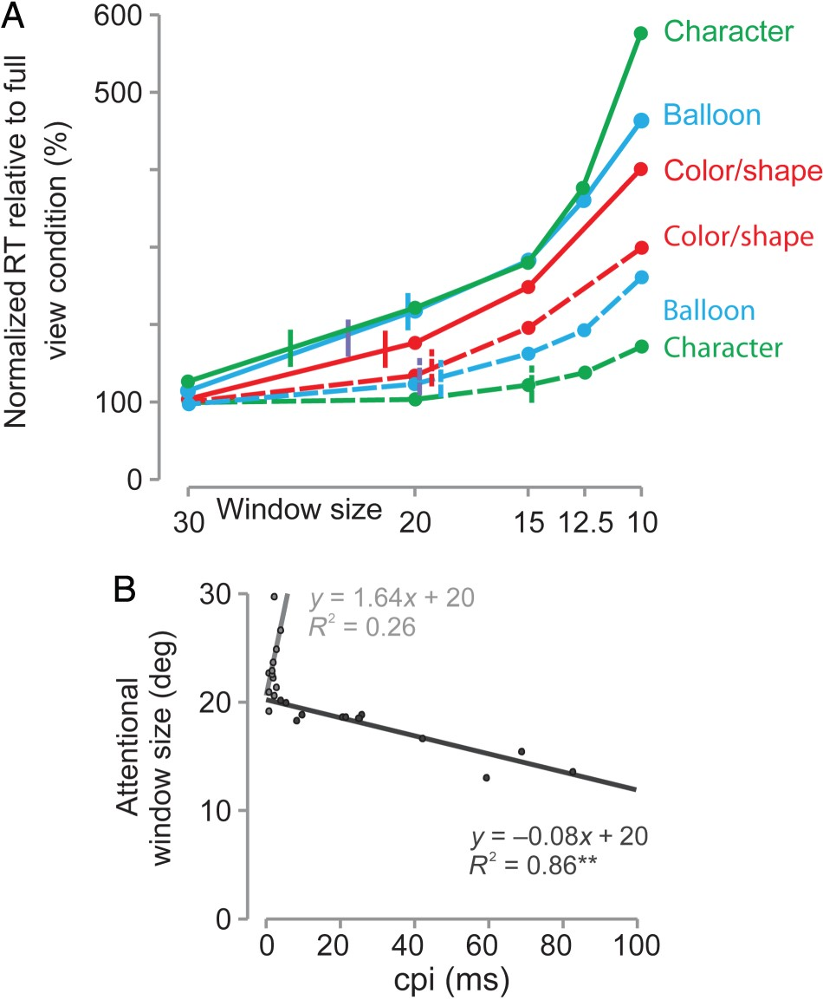 A
Normalized RT relative to full
view condition (%)
600
500
100
0
Character
Balloon
Color/shape
Color/shape
Balloon
Character
Window size
30 20 15 12.5 10
B
Attentional
window size (deg)
30
20
10
0
y = 1.64x + 20
R² = 0.26
y = –0.08x + 20
R² = 0.86**
0 20 40 60 80 100
cpi (ms)